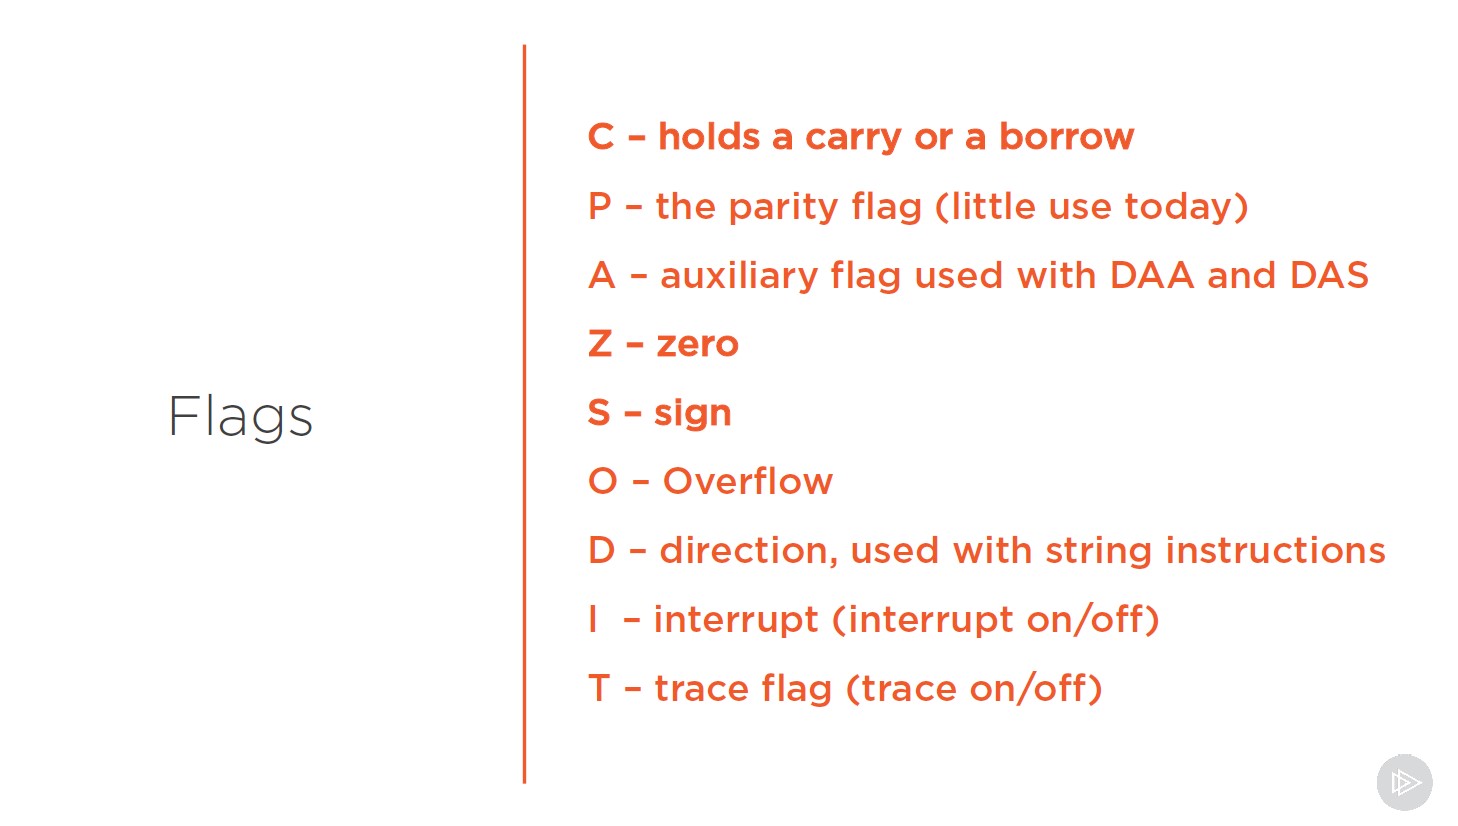 Flags
C – holds a carry or a borrow
P – the parity flag (little use today)
A – auxiliary flag used with DAA and DAS
Z – zero
S – sign
O – Overflow
D – direction, used with string instructions
I – interrupt (interrupt on/off)
T – trace flag (trace on/off)